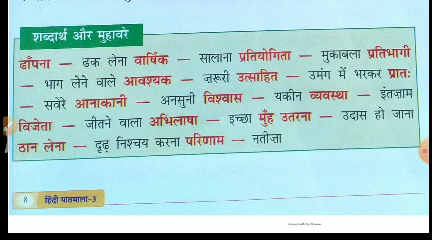 शब्दार्थ और मुहावरे
ढाँपना — ढक लेना वार्षिक — सालाना प्रतियोगिता — मुकाबला प्रतिभागी
— भाग लेने वाले आवश्यक — ज़रूरी उत्साहित — उमंग में भरकर प्रातः
— सवेरे आनाकानी — अनसुनी विश्वास — यकीन व्यवस्था — इंतज़ाम
विजेता — जीतने वाला अभिलाषा — इच्छा मुँह उतरना — उदास हो जाना
ठान लेना — दृढ़ निश्चय करना परिणाम — नतीज़ा
8 हिंदी पाठमाला-3